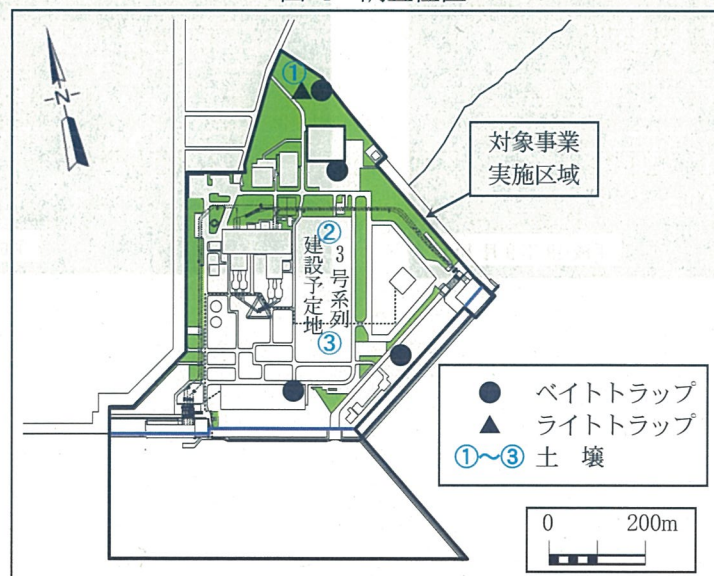 N
①
対象事業
実施区域
②
3号系列
建設予定地
③
ベイトトラップ
ライトトラップ
①～③ 土 壌
0 200m